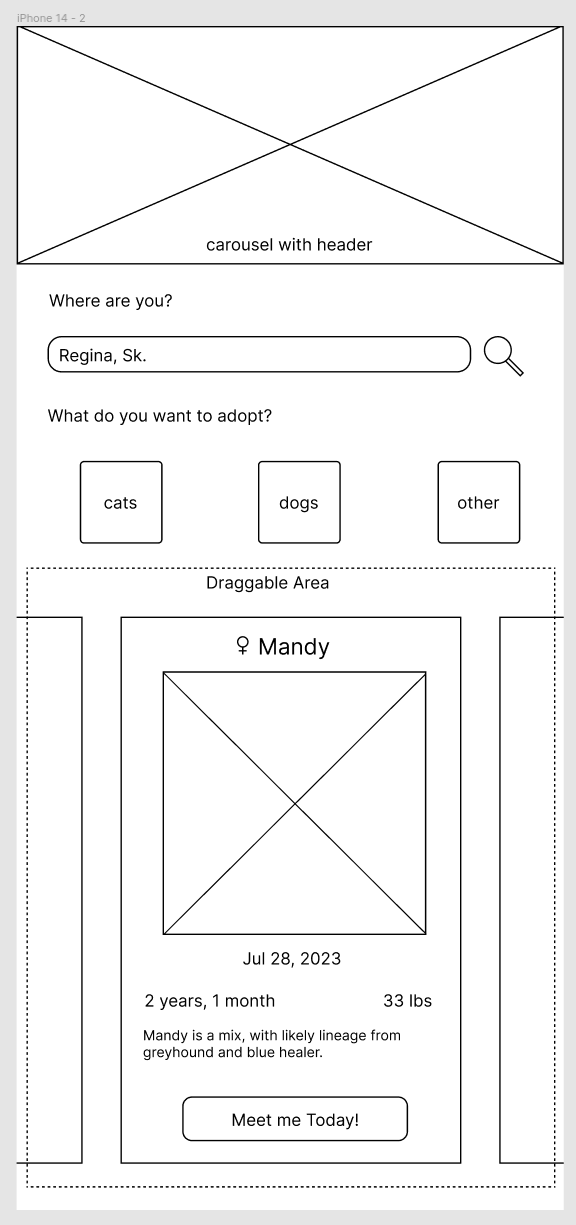 iPhone 14 - 2
carousel with header
Where are you?
Regina, Sk.
What do you want to adopt?
cats
dogs
other
Draggable Area
♀ Mandy
Jul 28, 2023
2 years, 1 month
33 lbs
Mandy is a mix, with likely lineage from
greyhound and blue healer.
Meet me Today!